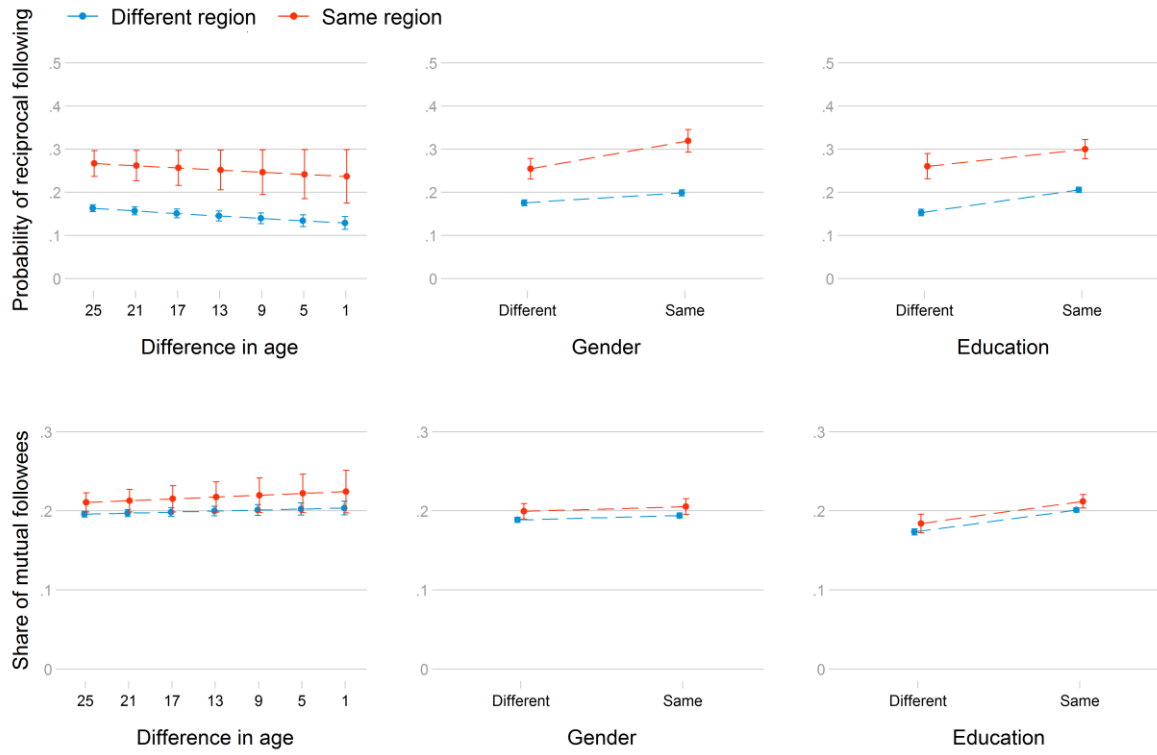 Different region Same region
Probability of reciprocal following
.5
.4
.3
.2
.1
0
25 21 17 13 9 5 1
Difference in age
.5
.4
.3
.2
.1
0
Different Same
Gender
.5
.4
.3
.2
.1
0
Different Same
Education
Share of mutual followees
.3
.2
.1
0
25 21 17 13 9 5 1
Difference in age
.3
.2
.1
0
Different Same
Gender
.3
.2
.1
0
Different Same
Education